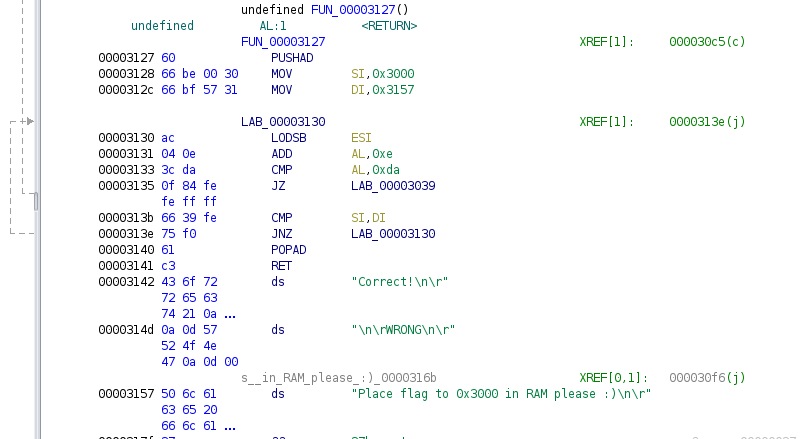 undefined FUN_00003127()
undefined AL:1 <RETURN>
FUN_00003127 XREF[1]: 000030c5(c)
00003127 60 PUSHAD
00003128 66 be 00 30 MOV SI,0x3000
0000312c 66 bf 57 31 MOV DI,0x3157
LAB_00003130 XREF[1]: 0000313e(j)
00003130 ac LODSB ESI
00003131 04 0e ADD AL,0xe
00003133 3c da CMP AL,0xda
00003135 0f 84 fe JZ LAB_00003039
fe ff ff
0000313b 66 39 fe CMP SI,DI
0000313e 75 f0 JNZ LAB_00003130
00003140 61 POPAD
00003141 c3 RET
00003142 43 6f 72 ds "Correct!\n\r"
72 65 63
74 21 0a ...
0000314d 0a 0d 57 ds "\n\rWRONG\n\r"
52 4f 4e
47 0a 0d 00
s__in_RAM_please_:)_0000316b XREF[0,1]: 000030f6(j)
00003157 50 6c 61 ds "Place flag to 0x3000 in RAM please :)\n\r"
63 65 20
66 6c 61 ...